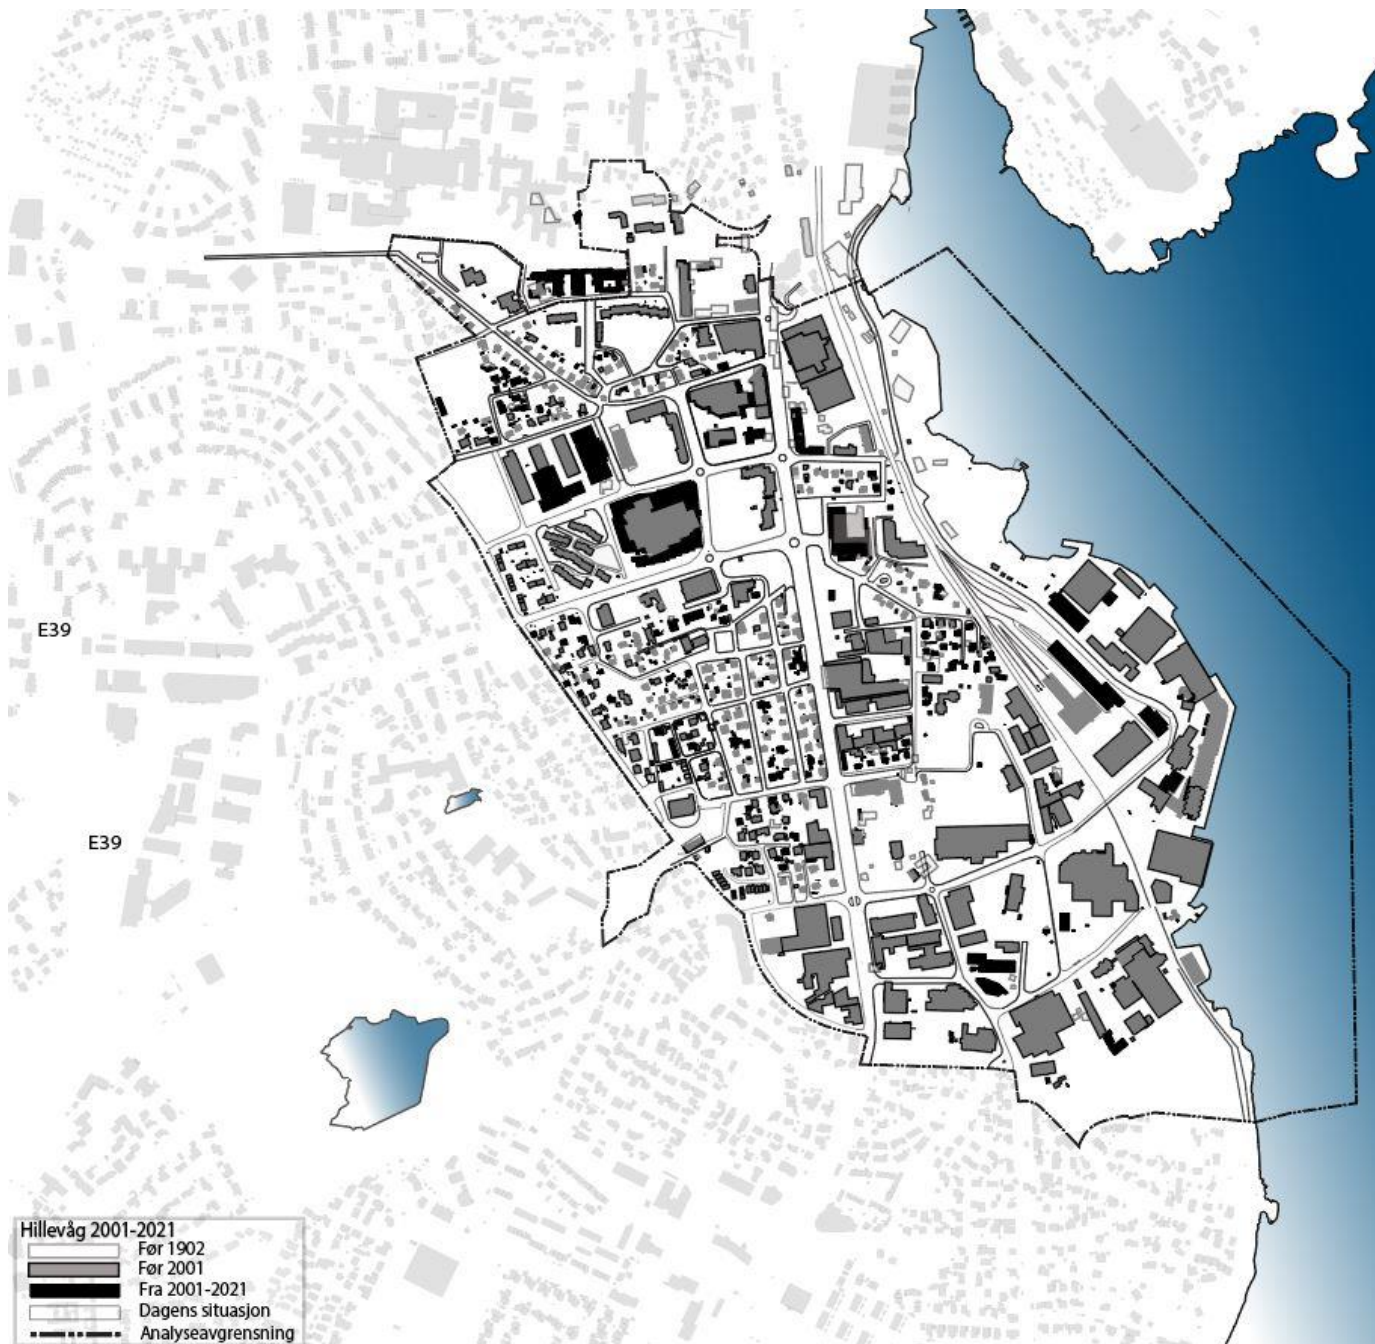 E39
E39
Hillevåg 2001-2021
Før 1902
Før 2001
Fra 2001-2021
Dagens situasjon
Analyseavgrensning